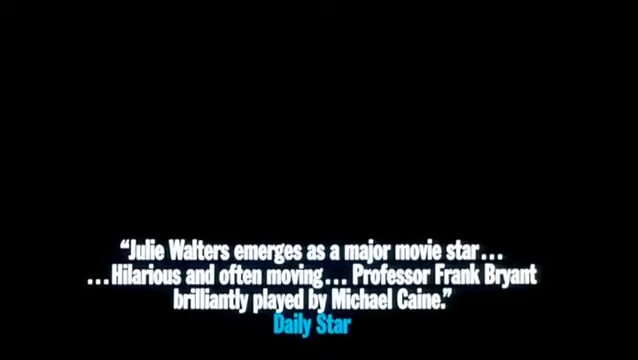 “Julie Walters emerges as a major movie star...
...Hilarious and often moving... Professor Frank Bryant
brilliantly played by Michael Caine.”
Daily Star